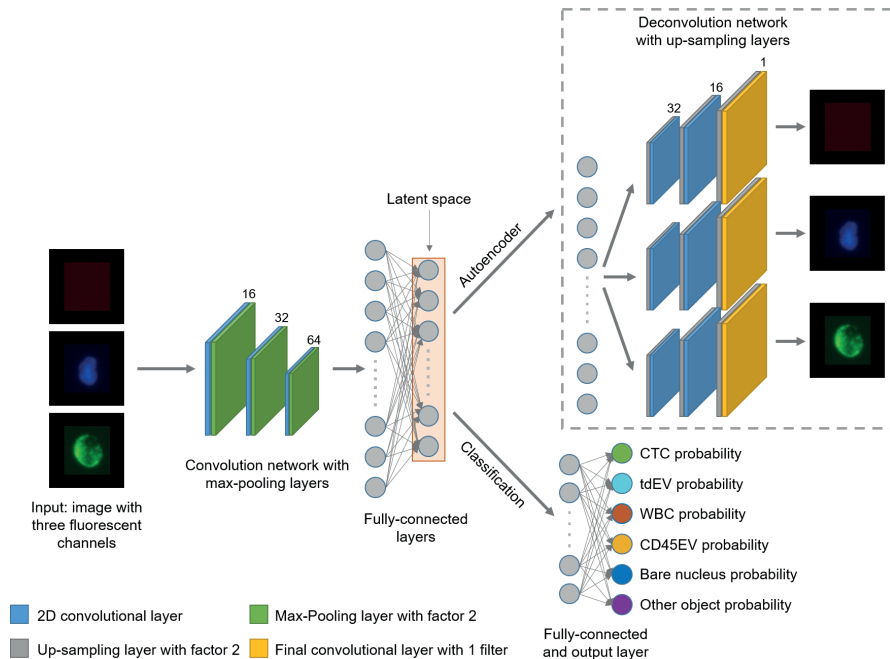 Deconvolution network
with up-sampling layers
1
16
32
Latent space
Autoencoder
16
32
64
Classification
Convolution network with
max-pooling layers
Input: image with
three fluorescent
channels
Fully-connected
layers
CTC probability
tdEV probability
WBC probability
CD45EV probability
Bare nucleus probability
Other object probability
Fully-connected
and output layer
2D convolutional layer
Max-Pooling layer with factor 2
Up-sampling layer with factor 2
Final convolutional layer with 1 filter